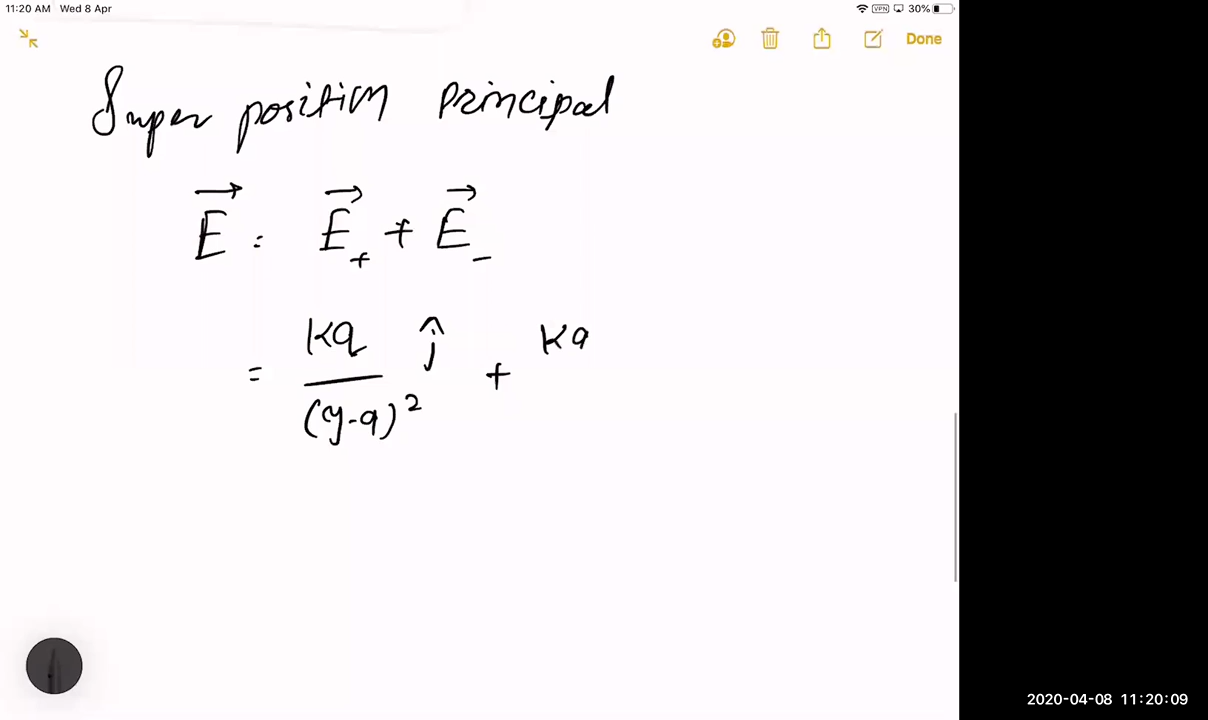 11:20 AM Wed 8 Apr VPN 30%
Done
Super position principal
E⃗ = E⃗₊ + E⃗₋
= Kq/(y-a)² ĵ + Kq
2020-04-08 11:20:09